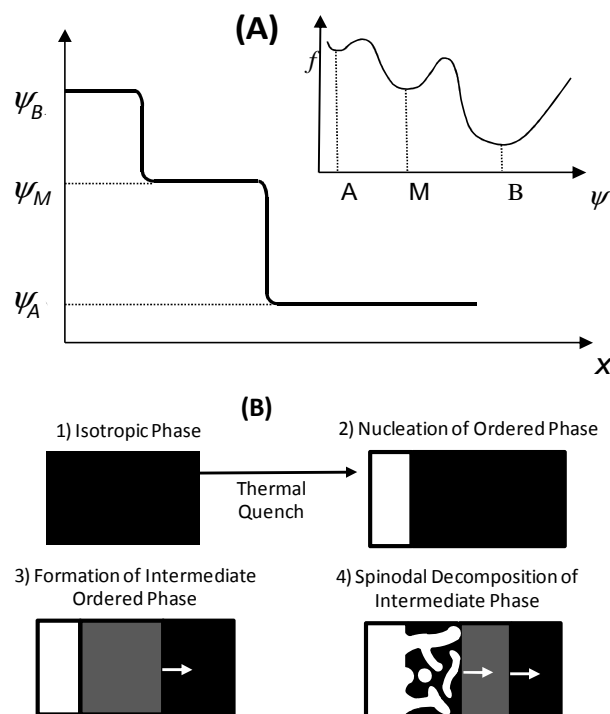 (A)
f
ψB.
ψM
A
M
B
ψ
ψA
x
(B)
1) Isotropic Phase
2) Nucleation of Ordered Phase
Thermal
Quench
3) Formation of Intermediate
Ordered Phase
4) Spinodal Decomposition of
Intermediate Phase